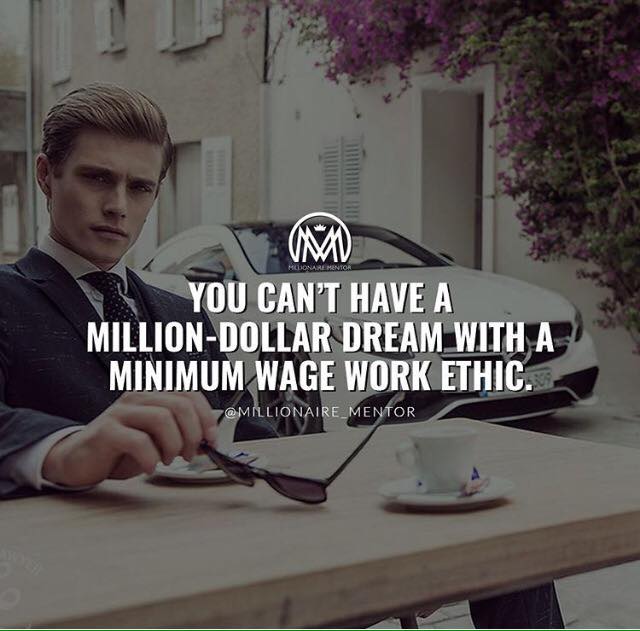 MILLIONAIRE MENTOR
YOU CAN'T HAVE A
MILLION-DOLLAR DREAM WITH A
MINIMUM WAGE WORK ETHIC.
@MILLIONAIRE_MENTOR